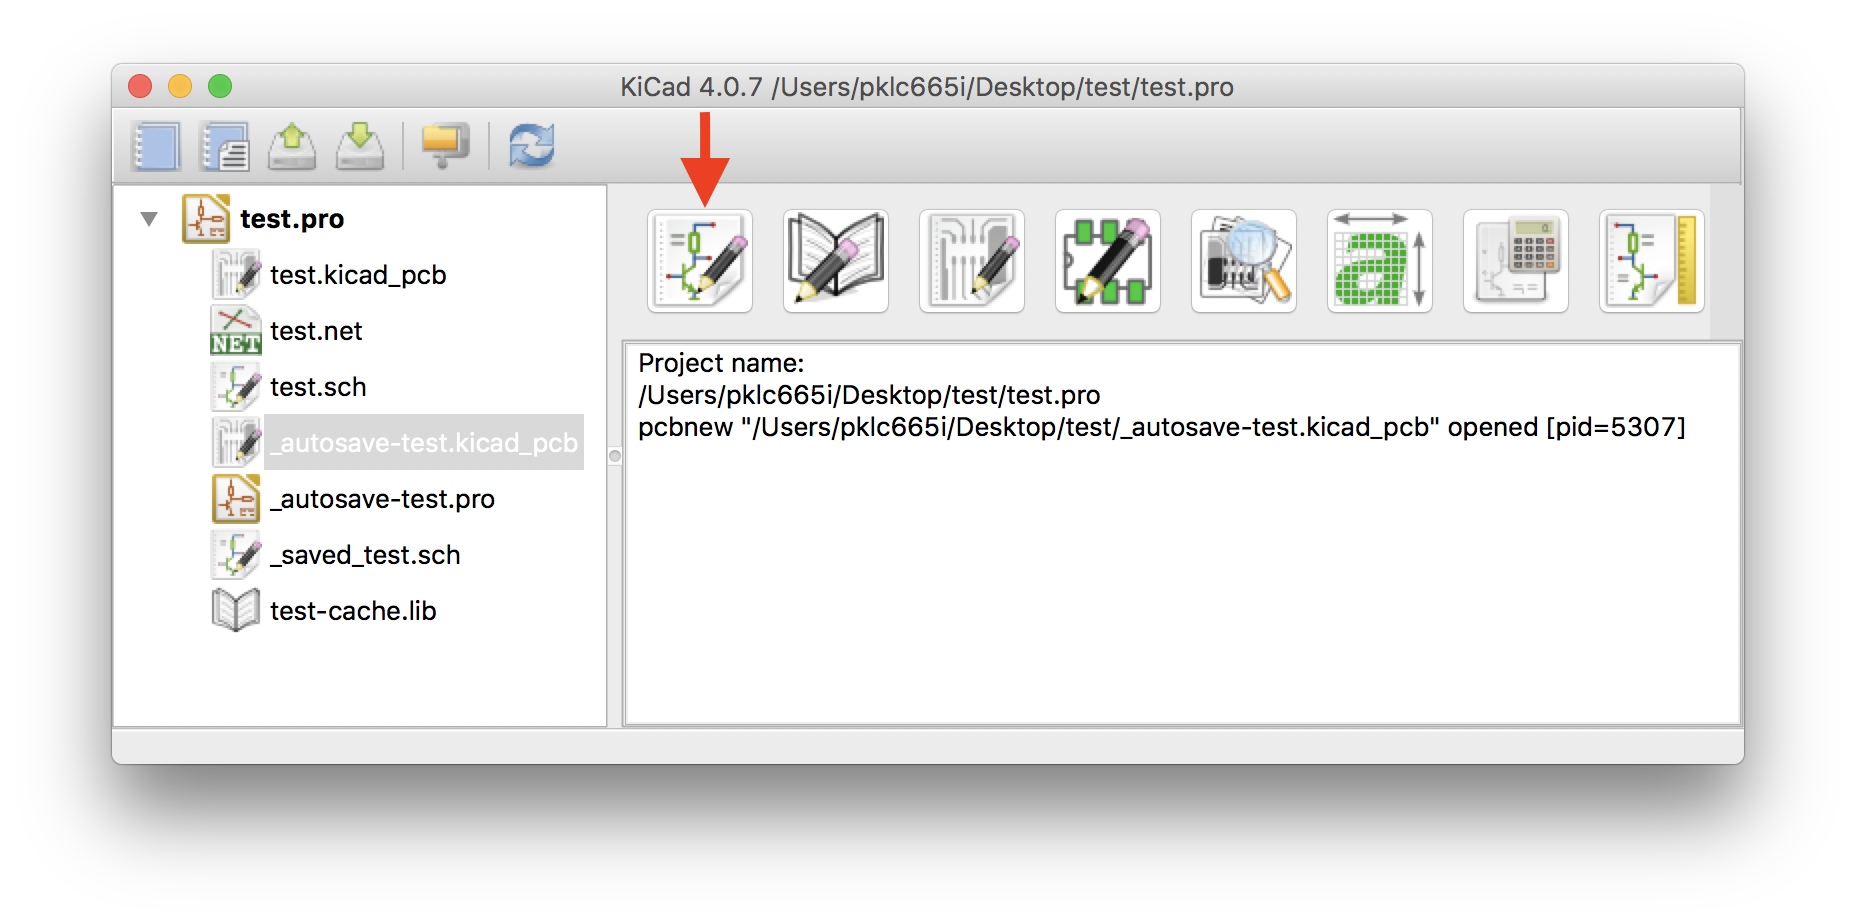 KiCad 4.0.7 /Users/pklc665i/Desktop/test/test.pro
test.pro
test.kicad_pcb
NET
test.net
test.sch
_autosave-test.kicad_pcb
_autosave-test.pro
_saved_test.sch
test-cache.lib
a
0
Project name:
/Users/pklc665i/Desktop/test/test.pro
pcbnew "/Users/pklc665i/Desktop/test/_autosave-test.kicad_pcb" opened [pid=5307]